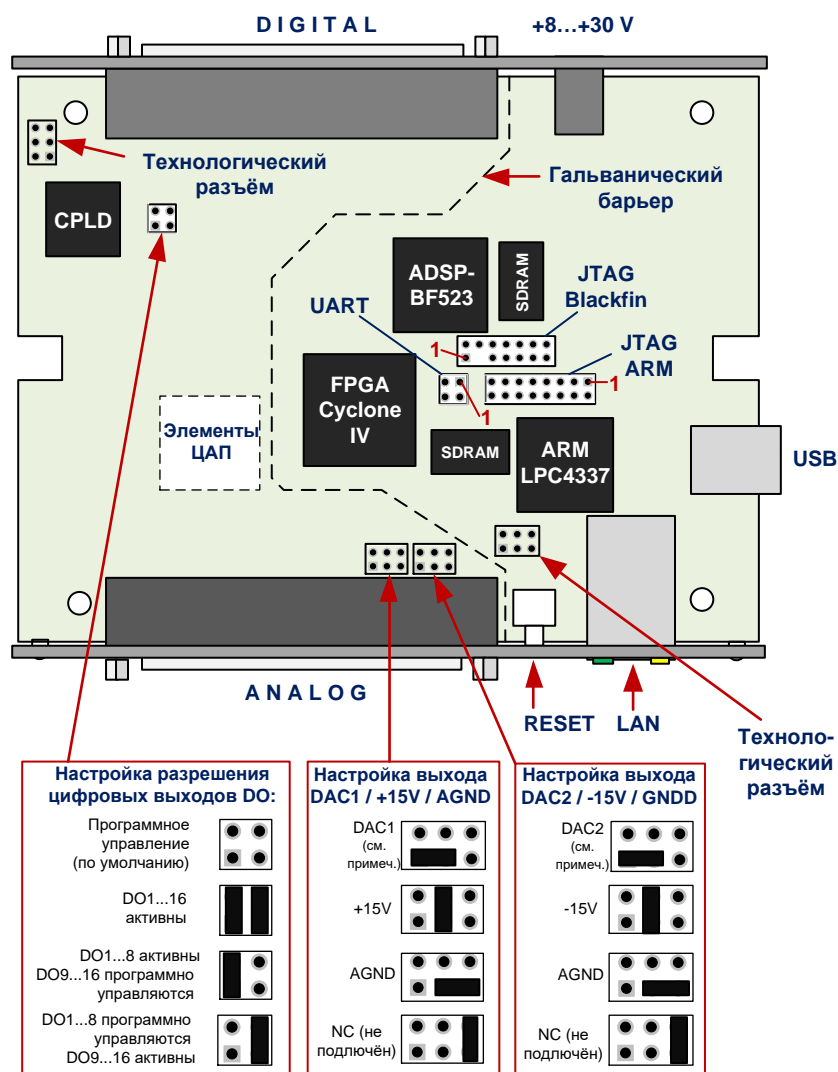 D I G I T A L
+8...+30 V
Технологический
разъём
Гальванический
барьер
CPLD
ADSP-
BF523
SDRAM
JTAG
Blackfin
UART
1
JTAG
ARM
1
1
FPGA
Cyclone
IV
Элементы
ЦАП
SDRAM
ARM
LPC4337
USB
A N A L O G
RESET
LAN
Техноло-
гический
разъём
Настройка разрешения
цифровых выходов DO:
Программное
управление
(по умолчанию)
DO1...16
активны
DO1...8 активны
DO9...16 программно
управляются
DO1...8 программно
управляются
DO9...16 активны
Настройка выхода
DAC1 / +15V / AGND
DAC1
(см.
примеч.)
+15V
AGND
NC (не
подлючён)
Настройка выхода
DAC2 / -15V / GNDD
DAC2
(см.
примеч.)
-15V
AGND
NC (не
подлючён)